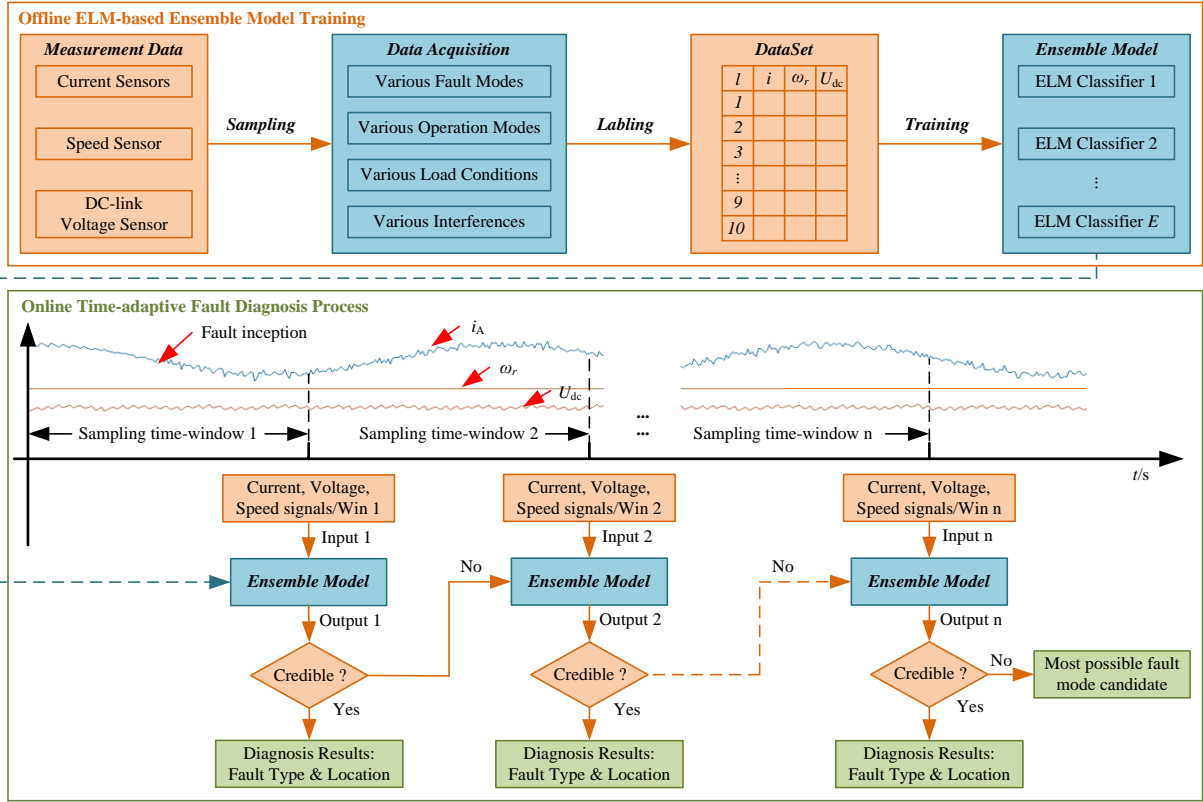 Offline ELM-based Ensemble Model Training
Measurement Data
Current Sensors
Speed Sensor
DC-link
Voltage Sensor
Sampling
Data Acquisition
Various Fault Modes
Various Operation Modes
Various Load Conditions
Various Interferences
Labling
DataSet
l i ωr Udc
1
2
3
⋮
9
10
Training
Ensemble Model
ELM Classifier 1
ELM Classifier 2
⋮
ELM Classifier E
Online Time-adaptive Fault Diagnosis Process
Fault inception
iA
ωr
Udc
Sampling time-window 1
Sampling time-window 2
...
...
Sampling time-window n
t/s
Current, Voltage,
Speed signals/Win 1
Current, Voltage,
Speed signals/Win 2
Current, Voltage,
Speed signals/Win n
Input 1
Input 2
Input n
Ensemble Model
No
Ensemble Model
No
Ensemble Model
Output 1
Output 2
Output n
Credible ?
Credible ?
Credible ?
No
Most possible fault
mode candidate
Yes
Yes
Yes
Diagnosis Results:
Fault Type & Location
Diagnosis Results:
Fault Type & Location
Diagnosis Results:
Fault Type & Location